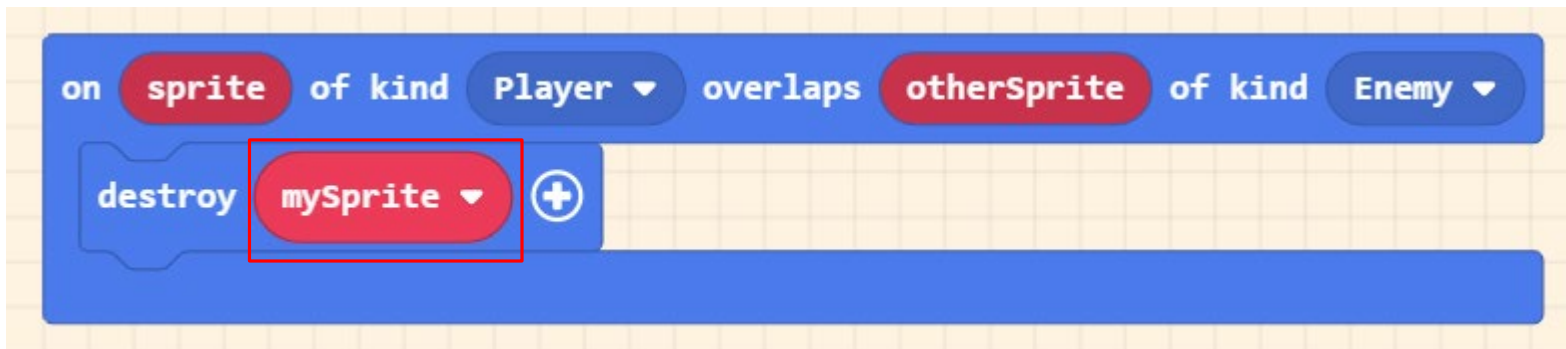 on sprite of kind Player overlaps otherSprite of kind Enemy
destroy mySprite